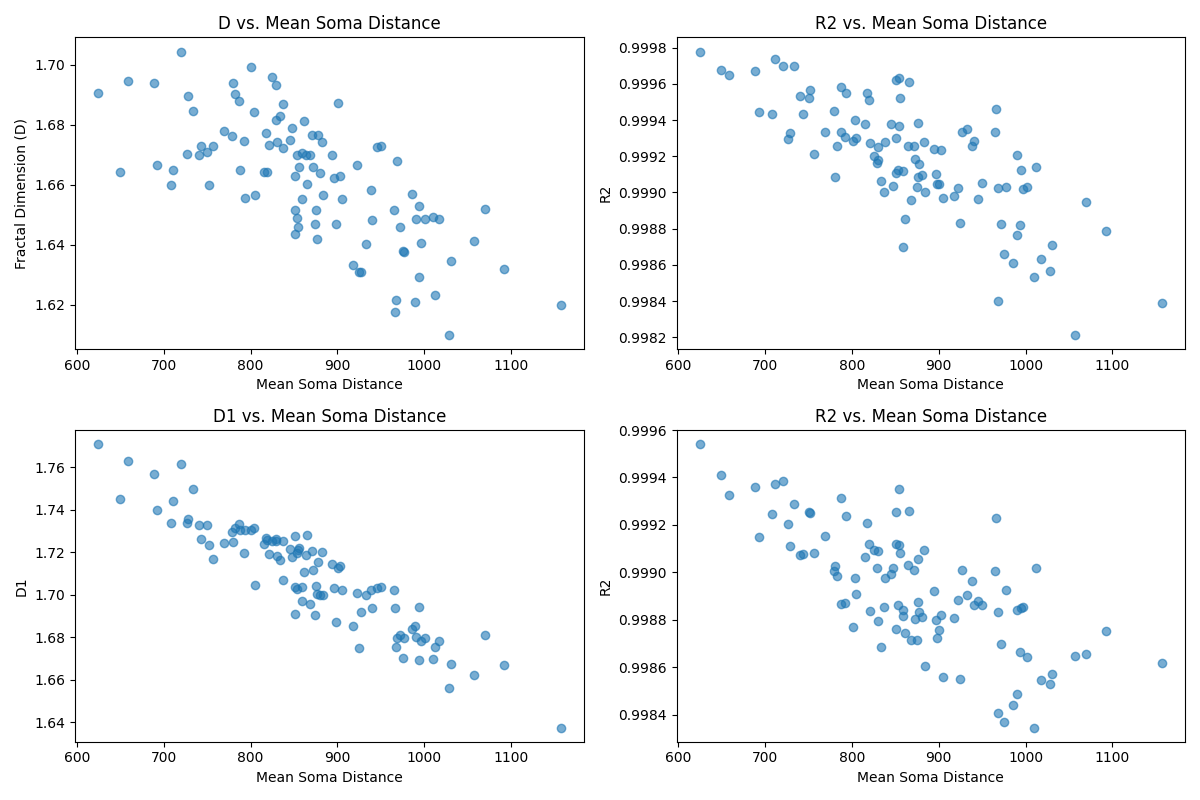 D vs. Mean Soma Distance
Fractal Dimension (D)
1.70
1.68
1.66
1.64
1.62
600 700 800 900 1000 1100
Mean Soma Distance
R2 vs. Mean Soma Distance
R2
0.9998
0.9996
0.9994
0.9992
0.9990
0.9988
0.9986
0.9984
0.9982
600 700 800 900 1000 1100
Mean Soma Distance
D1 vs. Mean Soma Distance
D1
1.76
1.74
1.72
1.70
1.68
1.66
1.64
600 700 800 900 1000 1100
Mean Soma Distance
R2 vs. Mean Soma Distance
R2
0.9996
0.9994
0.9992
0.9990
0.9988
0.9986
0.9984
600 700 800 900 1000 1100
Mean Soma Distance